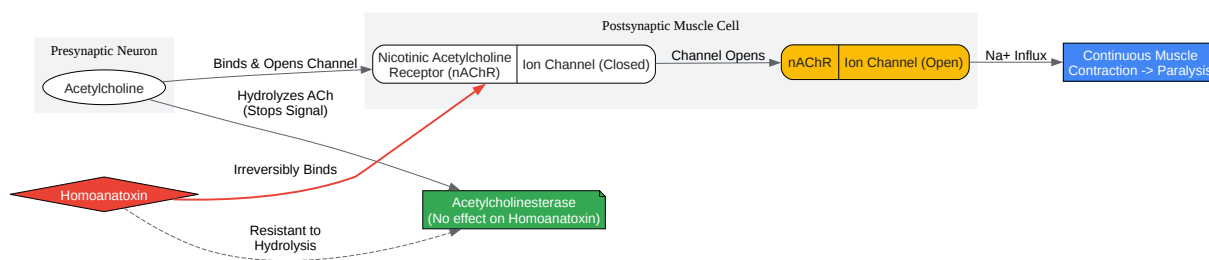 Postsynaptic Muscle Cell
Presynaptic Neuron
Acetylcholine
Binds & Opens Channel
Nicotinic Acetylcholine
Receptor (nAChR)
Ion Channel (Closed)
Channel Opens
nAChR
Ion Channel (Open)
Na+ Influx
Continuous Muscle
Contraction -> Paralysis
Hydrolyzes ACh
(Stops Signal)
Irreversibly Binds
Homoanatoxin
Acetylcholinesterase
(No effect on Homoanatoxin)
Resistant to
Hydrolysis